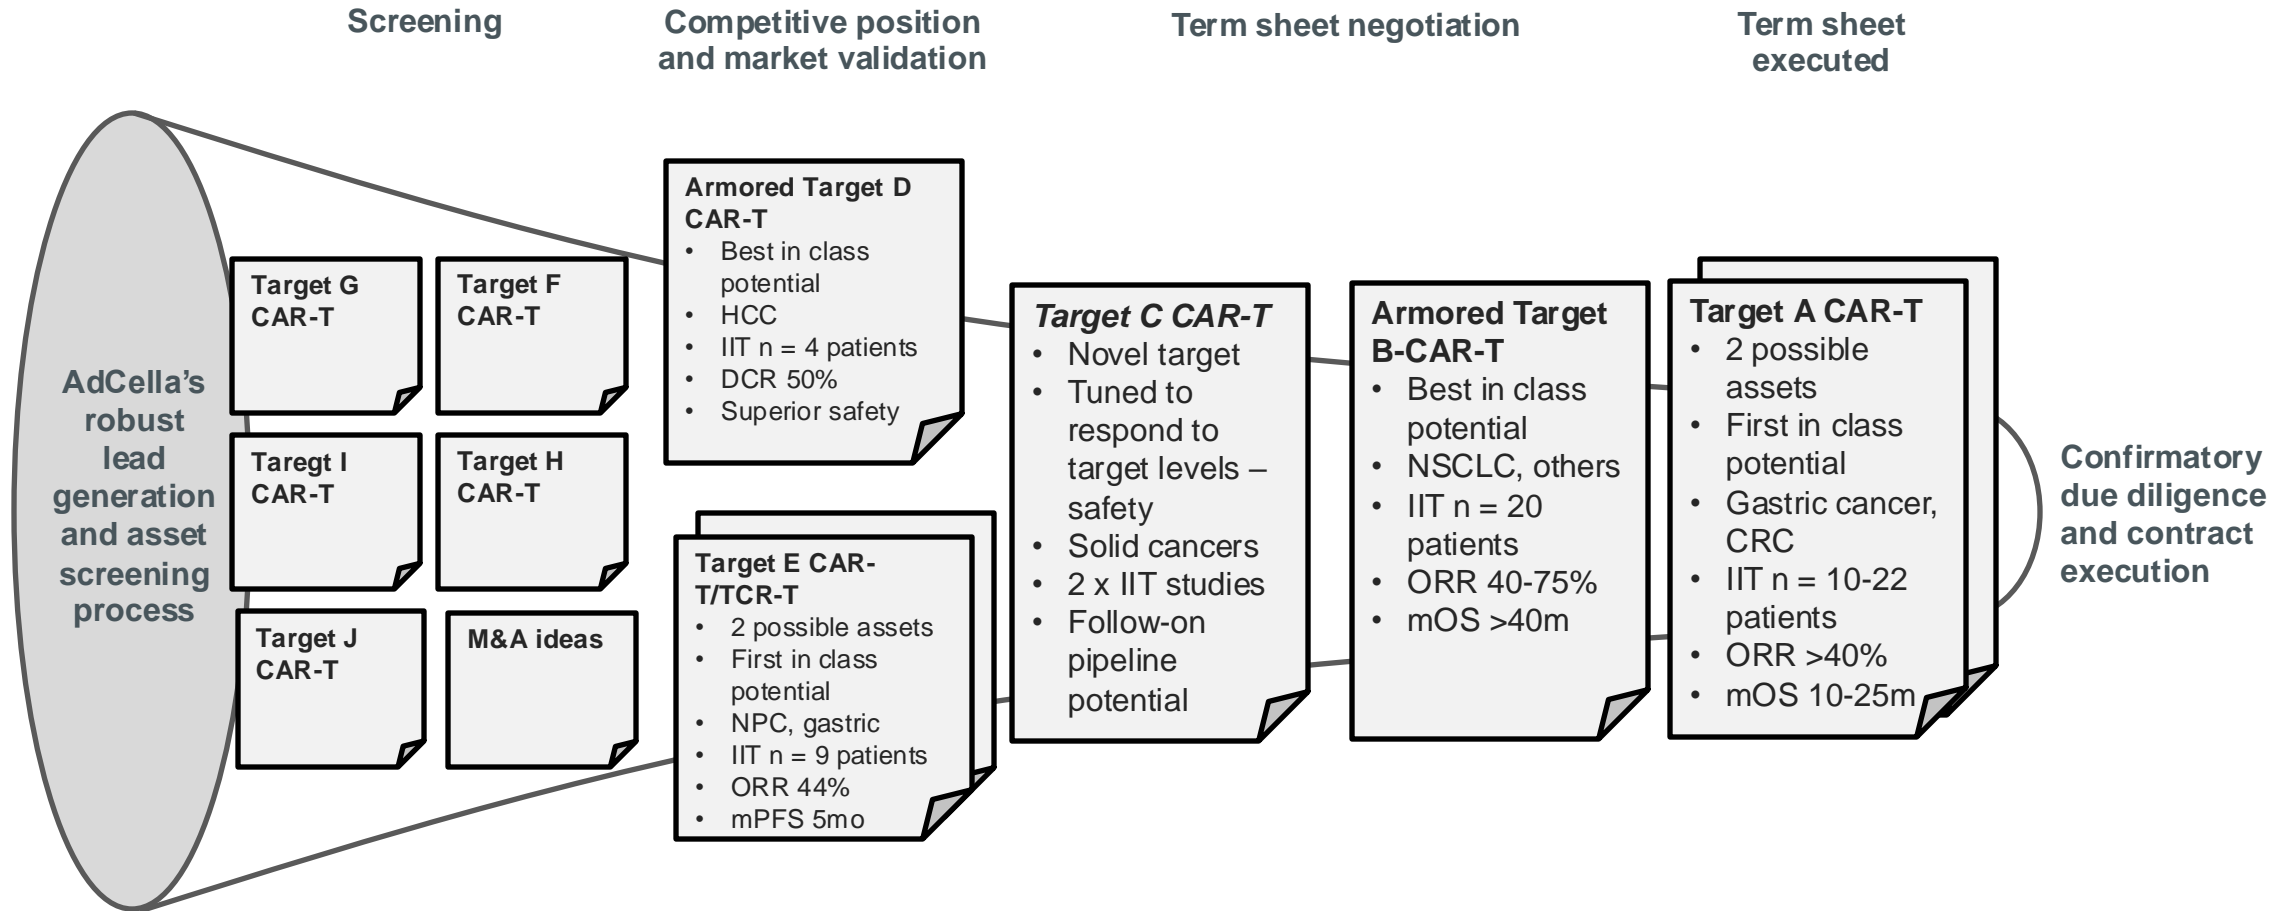 Screening
Competitive position
and market validation
Term sheet negotiation
Term sheet
executed
AdCella’s
robust
lead
generation
and asset
screening
process
Target G
CAR-T
Target F
CAR-T
Taregt I
CAR-T
Target H
CAR-T
Target J
CAR-T
M&A ideas
Armored Target D
CAR-T
• Best in class
potential
• HCC
• IIT n = 4 patients
• DCR 50%
• Superior safety
Target E CAR-
T/TCR-T
• 2 possible assets
• First in class
potential
• NPC, gastric
• IIT n = 9 patients
• ORR 44%
• mPFS 5mo
Target C CAR-T
• Novel target
• Tuned to
respond to
target levels –
safety
• Solid cancers
• 2 x IIT studies
• Follow-on
pipeline
potential
Armored Target
B-CAR-T
• Best in class
potential
• NSCLC, others
• IIT n = 20
patients
• ORR 40-75%
• mOS >40m
Target A CAR-T
• 2 possible
assets
• First in class
potential
• Gastric cancer,
CRC
• IIT n = 10-22
patients
• ORR >40%
• mOS 10-25m
Confirmatory
due diligence
and contract
execution